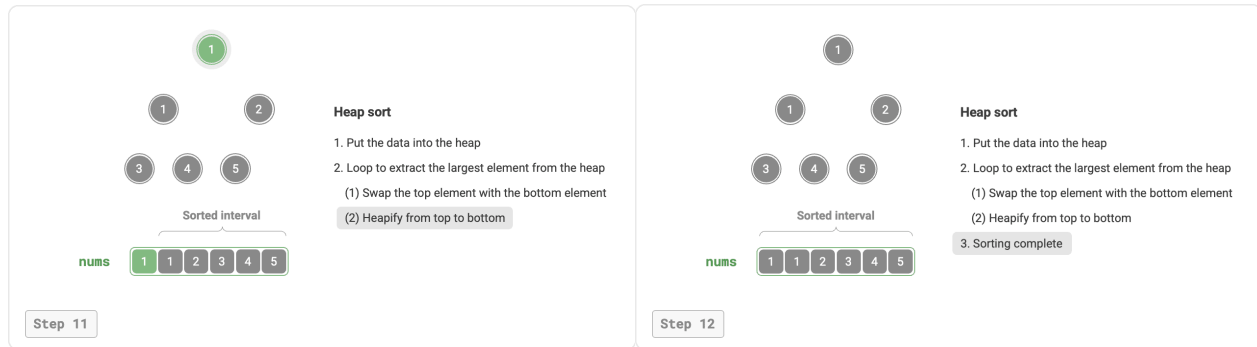 1
1 2
3 4 5
Sorted interval
nums 1 1 2 3 4 5
Heap sort
1. Put the data into the heap
2. Loop to extract the largest element from the heap
(1) Swap the top element with the bottom element
(2) Heapify from top to bottom
Step 11
1
1 2
3 4 5
Sorted interval
nums 1 1 2 3 4 5
Heap sort
1. Put the data into the heap
2. Loop to extract the largest element from the heap
(1) Swap the top element with the bottom element
(2) Heapify from top to bottom
3. Sorting complete
Step 12